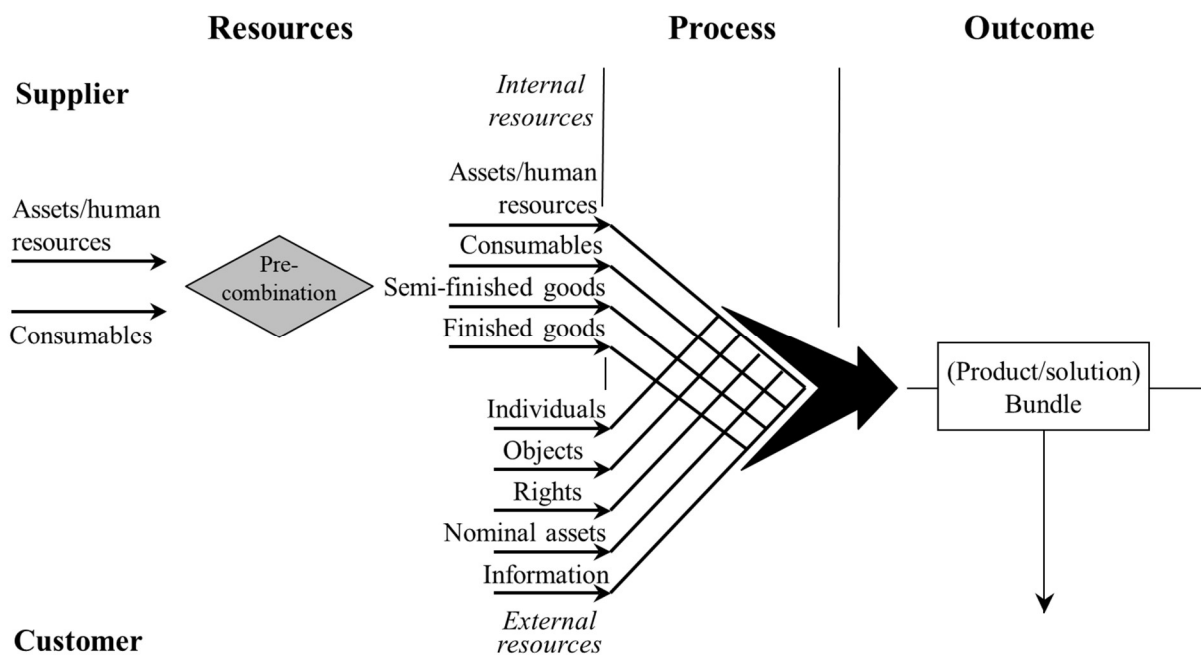 Resources
Process
Outcome
Supplier
Internal
resources
Assets/human
resources
Consumables
Pre-
combination
Assets/human
resources
Consumables
Semi-finished goods
Finished goods
Individuals
Objects
Rights
Nominal assets
Information
External
resources
(Product/solution)
Bundle
Customer